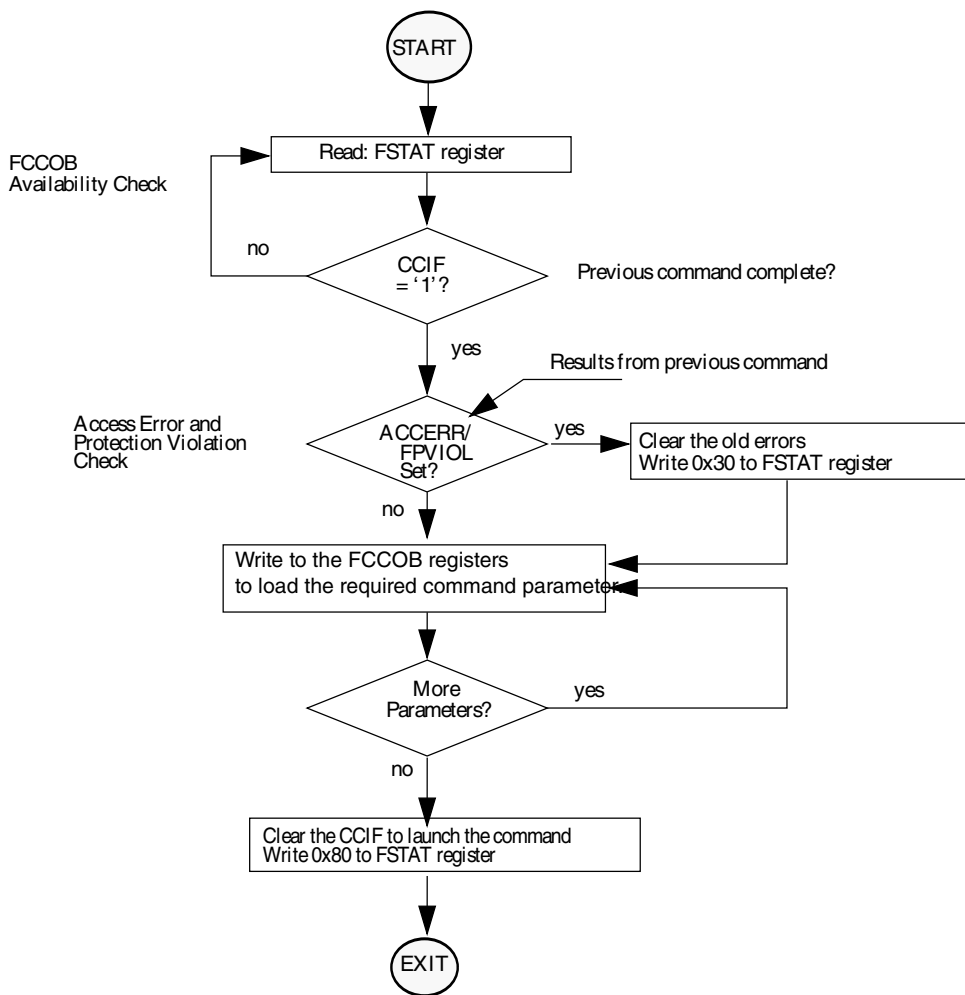 START
Read: FSTAT register
FCCOB
Availability Check
no
CCIF
= ‘1’?
Previous command complete?
yes
Results from previous command
Access Error and
Protection Violation
Check
ACCERR/
FPVIOL
Set?
yes
Clear the old errors
Write 0x30 to FSTAT register
no
Write to the FCCOB registers
to load the required command parameter.
More
Parameters?
yes
no
Clear the CCIF to launch the command
Write 0x80 to FSTAT register
EXIT